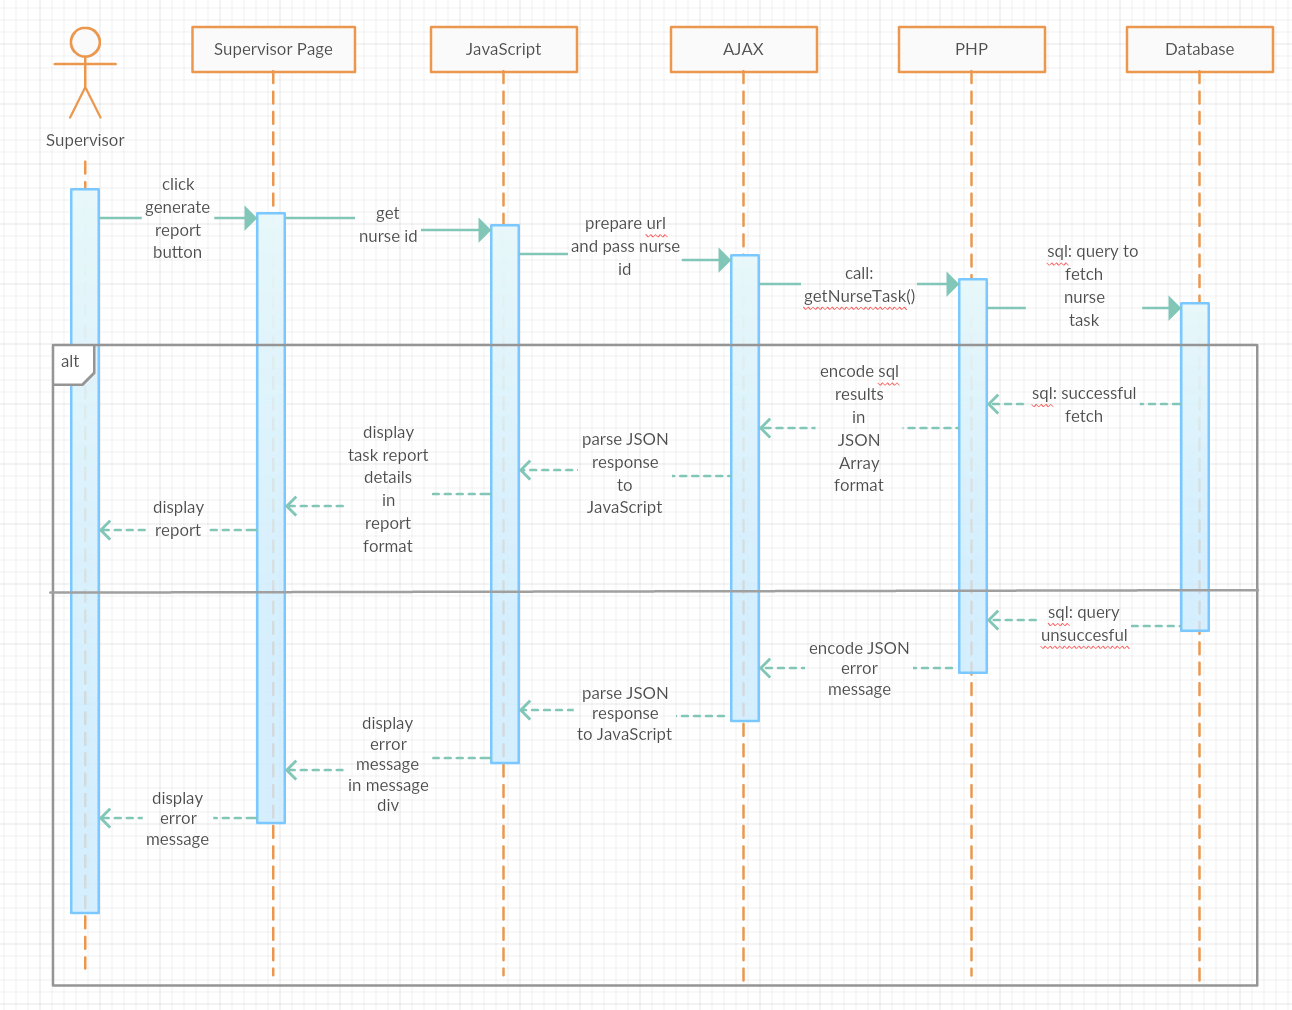 Supervisor Page
JavaScript
AJAX
PHP
Database
Supervisor
click
generate
report
button
get
nurse id
prepare url
and pass nurse
id
call:
getNurseTask()
sql: query to
fetch
nurse
task
alt
sql: successful
fetch
encode sql
results
in
JSON
Array
format
parse JSON
response
to
JavaScript
display
task report
details
in
report
format
display
report
sql: query
unsuccesful
encode JSON
error
message
parse JSON
response
to JavaScript
display
error
message
in message
div
display
error
message